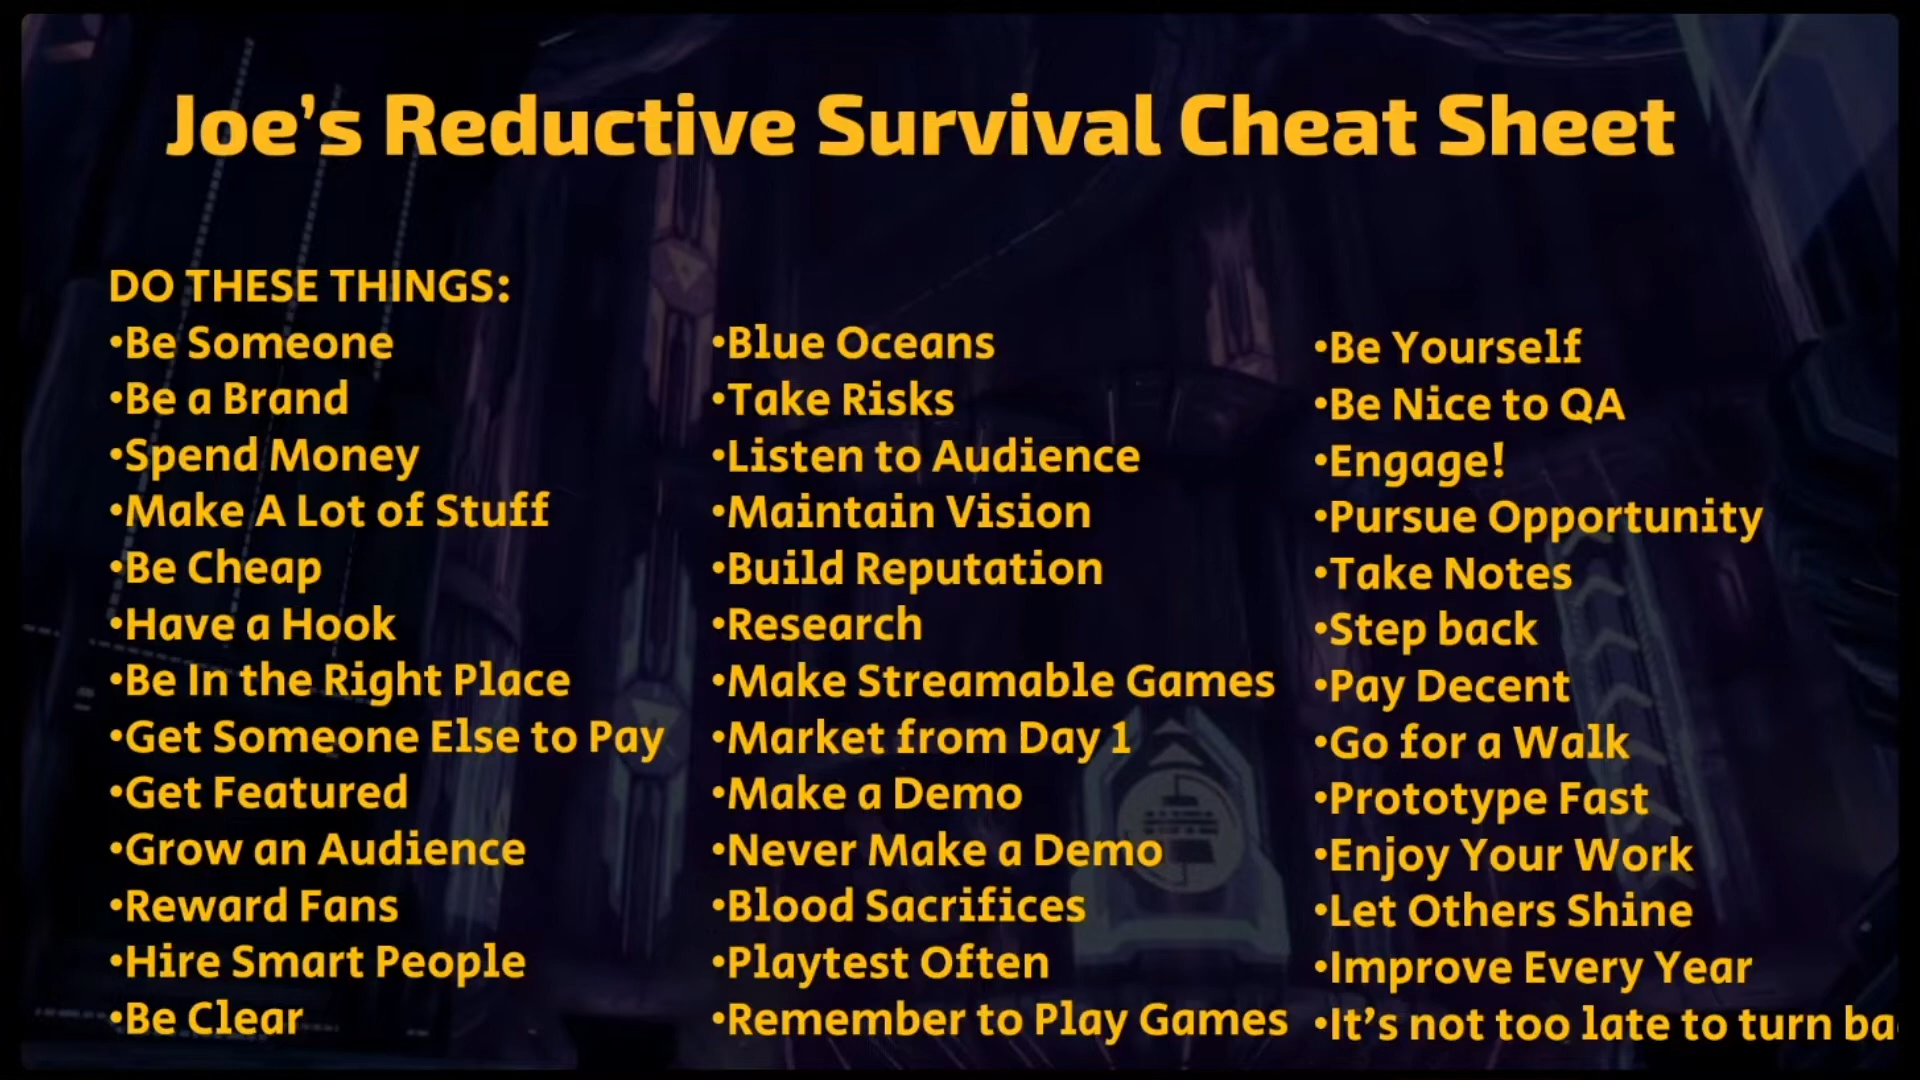 Joe's Reductive Survival Cheat Sheet
DO THESE THINGS:
•Be Someone
•Be a Brand
•Spend Money
•Make A Lot of Stuff
•Be Cheap
•Have a Hook
•Be In the Right Place
•Get Someone Else to Pay
•Get Featured
•Grow an Audience
•Reward Fans
•Hire Smart People
•Be Clear
•Blue Oceans
•Take Risks
•Listen to Audience
•Maintain Vision
•Build Reputation
•Research
•Make Streamable Games
•Market from Day 1
•Make a Demo
•Never Make a Demo
•Blood Sacrifices
•Playtest Often
•Remember to Play Games
•Be Yourself
•Be Nice to QA
•Engage!
•Pursue Opportunity
•Take Notes
•Step back
•Pay Decent
•Go for a Walk
•Prototype Fast
•Enjoy Your Work
•Let Others Shine
•Improve Every Year
•It's not too late to turn